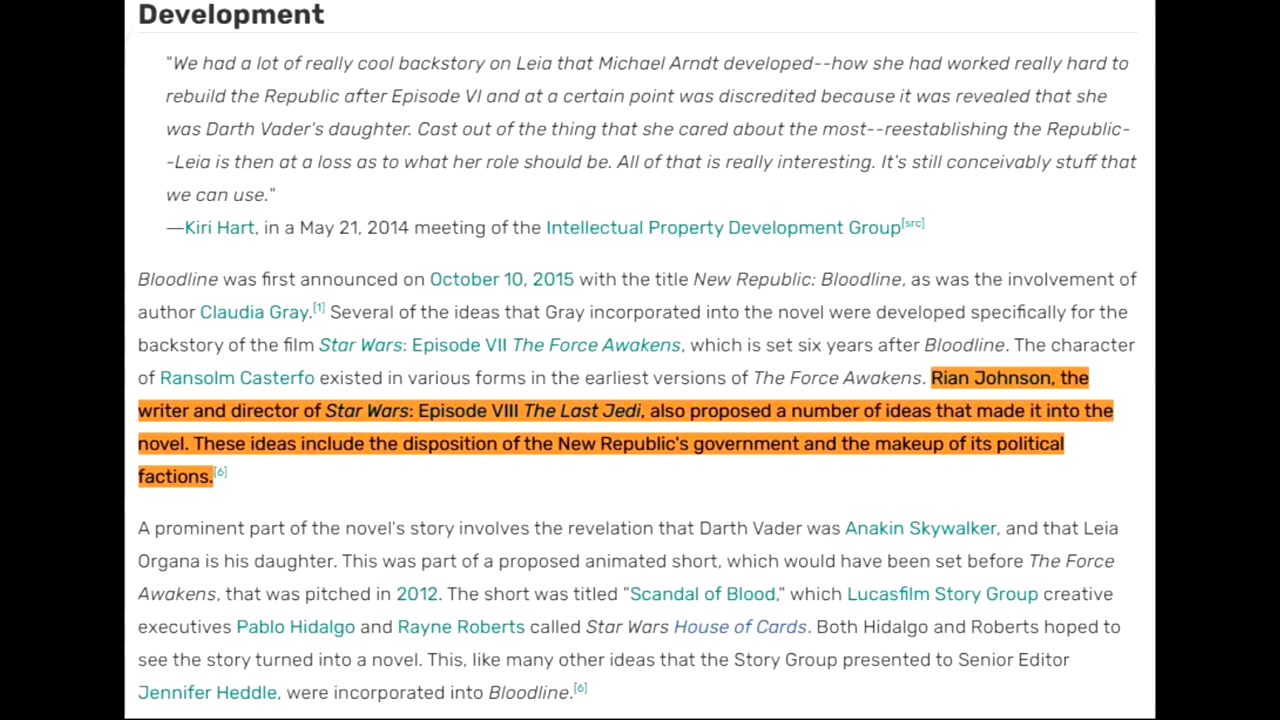 Development
"We had a lot of really cool backstory on Leia that Michael Arndt developed--how she had worked really hard to
rebuild the Republic after Episode VI and at a certain point was discredited because it was revealed that she
was Darth Vader's daughter. Cast out of the thing that she cared about the most--reestablishing the Republic-
-Leia is then at a loss as to what her role should be. All of that is really interesting. It's still conceivably stuff that
we can use."
—Kiri Hart, in a May 21, 2014 meeting of the Intellectual Property Development Group[src]
Bloodline was first announced on October 10, 2015 with the title New Republic: Bloodline, as was the involvement of
author Claudia Gray.[1] Several of the ideas that Gray incorporated into the novel were developed specifically for the
backstory of the film Star Wars: Episode VII The Force Awakens, which is set six years after Bloodline. The character
of Ransolm Casterfo existed in various forms in the earliest versions of The Force Awakens. Rian Johnson, the
writer and director of Star Wars: Episode VIII The Last Jedi, also proposed a number of ideas that made it into the
novel. These ideas include the disposition of the New Republic's government and the makeup of its political
factions.[6]
A prominent part of the novel's story involves the revelation that Darth Vader was Anakin Skywalker, and that Leia
Organa is his daughter. This was part of a proposed animated short, which would have been set before The Force
Awakens, that was pitched in 2012. The short was titled "Scandal of Blood," which Lucasfilm Story Group creative
executives Pablo Hidalgo and Rayne Roberts called Star Wars House of Cards. Both Hidalgo and Roberts hoped to
see the story turned into a novel. This, like many other ideas that the Story Group presented to Senior Editor
Jennifer Heddle, were incorporated into Bloodline.[6]